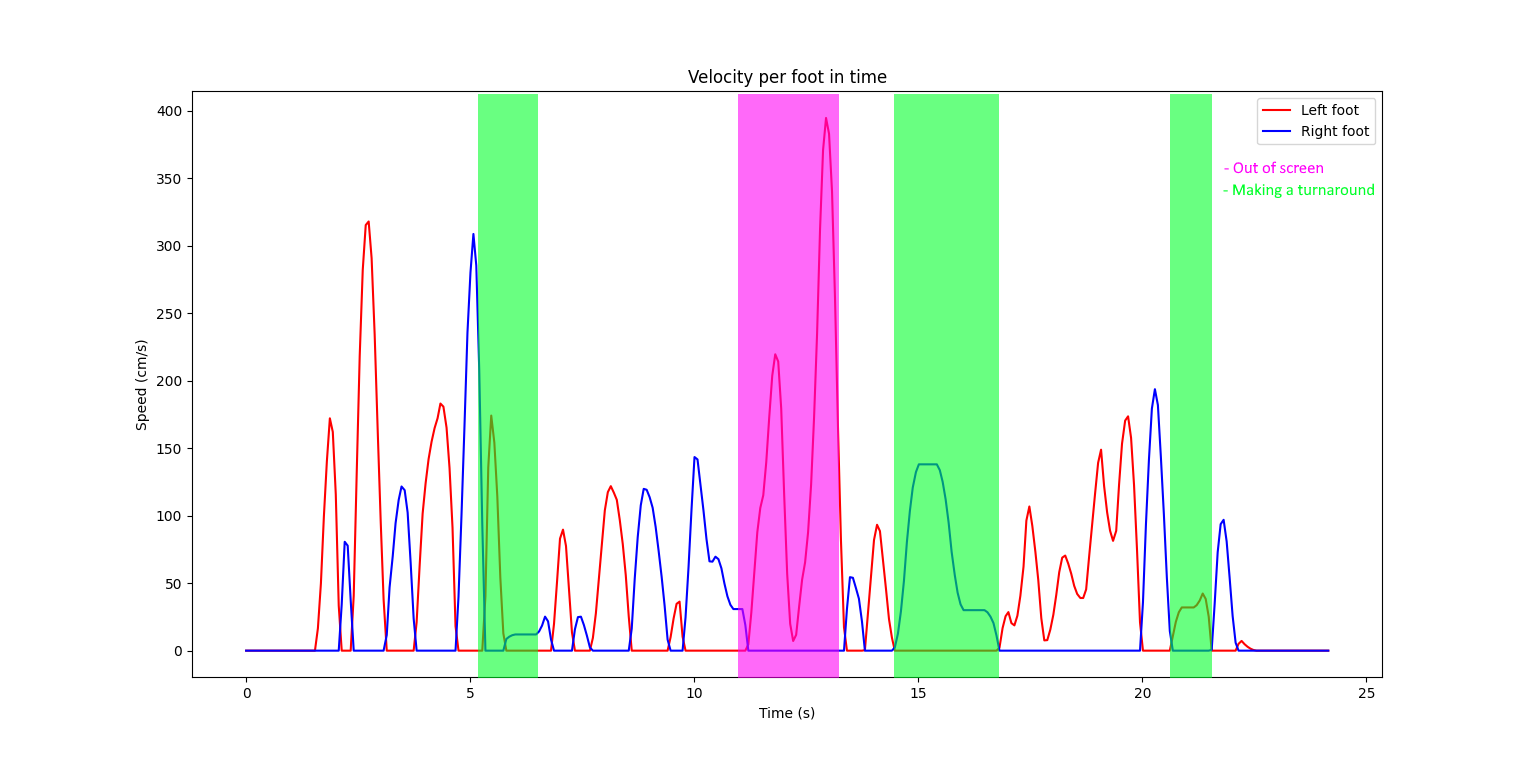 Velocity per foot in time
400
350
300
250
200
150
100
50
0
Speed (cm/s)
Left foot
Right foot
- Out of screen
- Making a turnaround
0 5 10 15 20 25
Time (s)